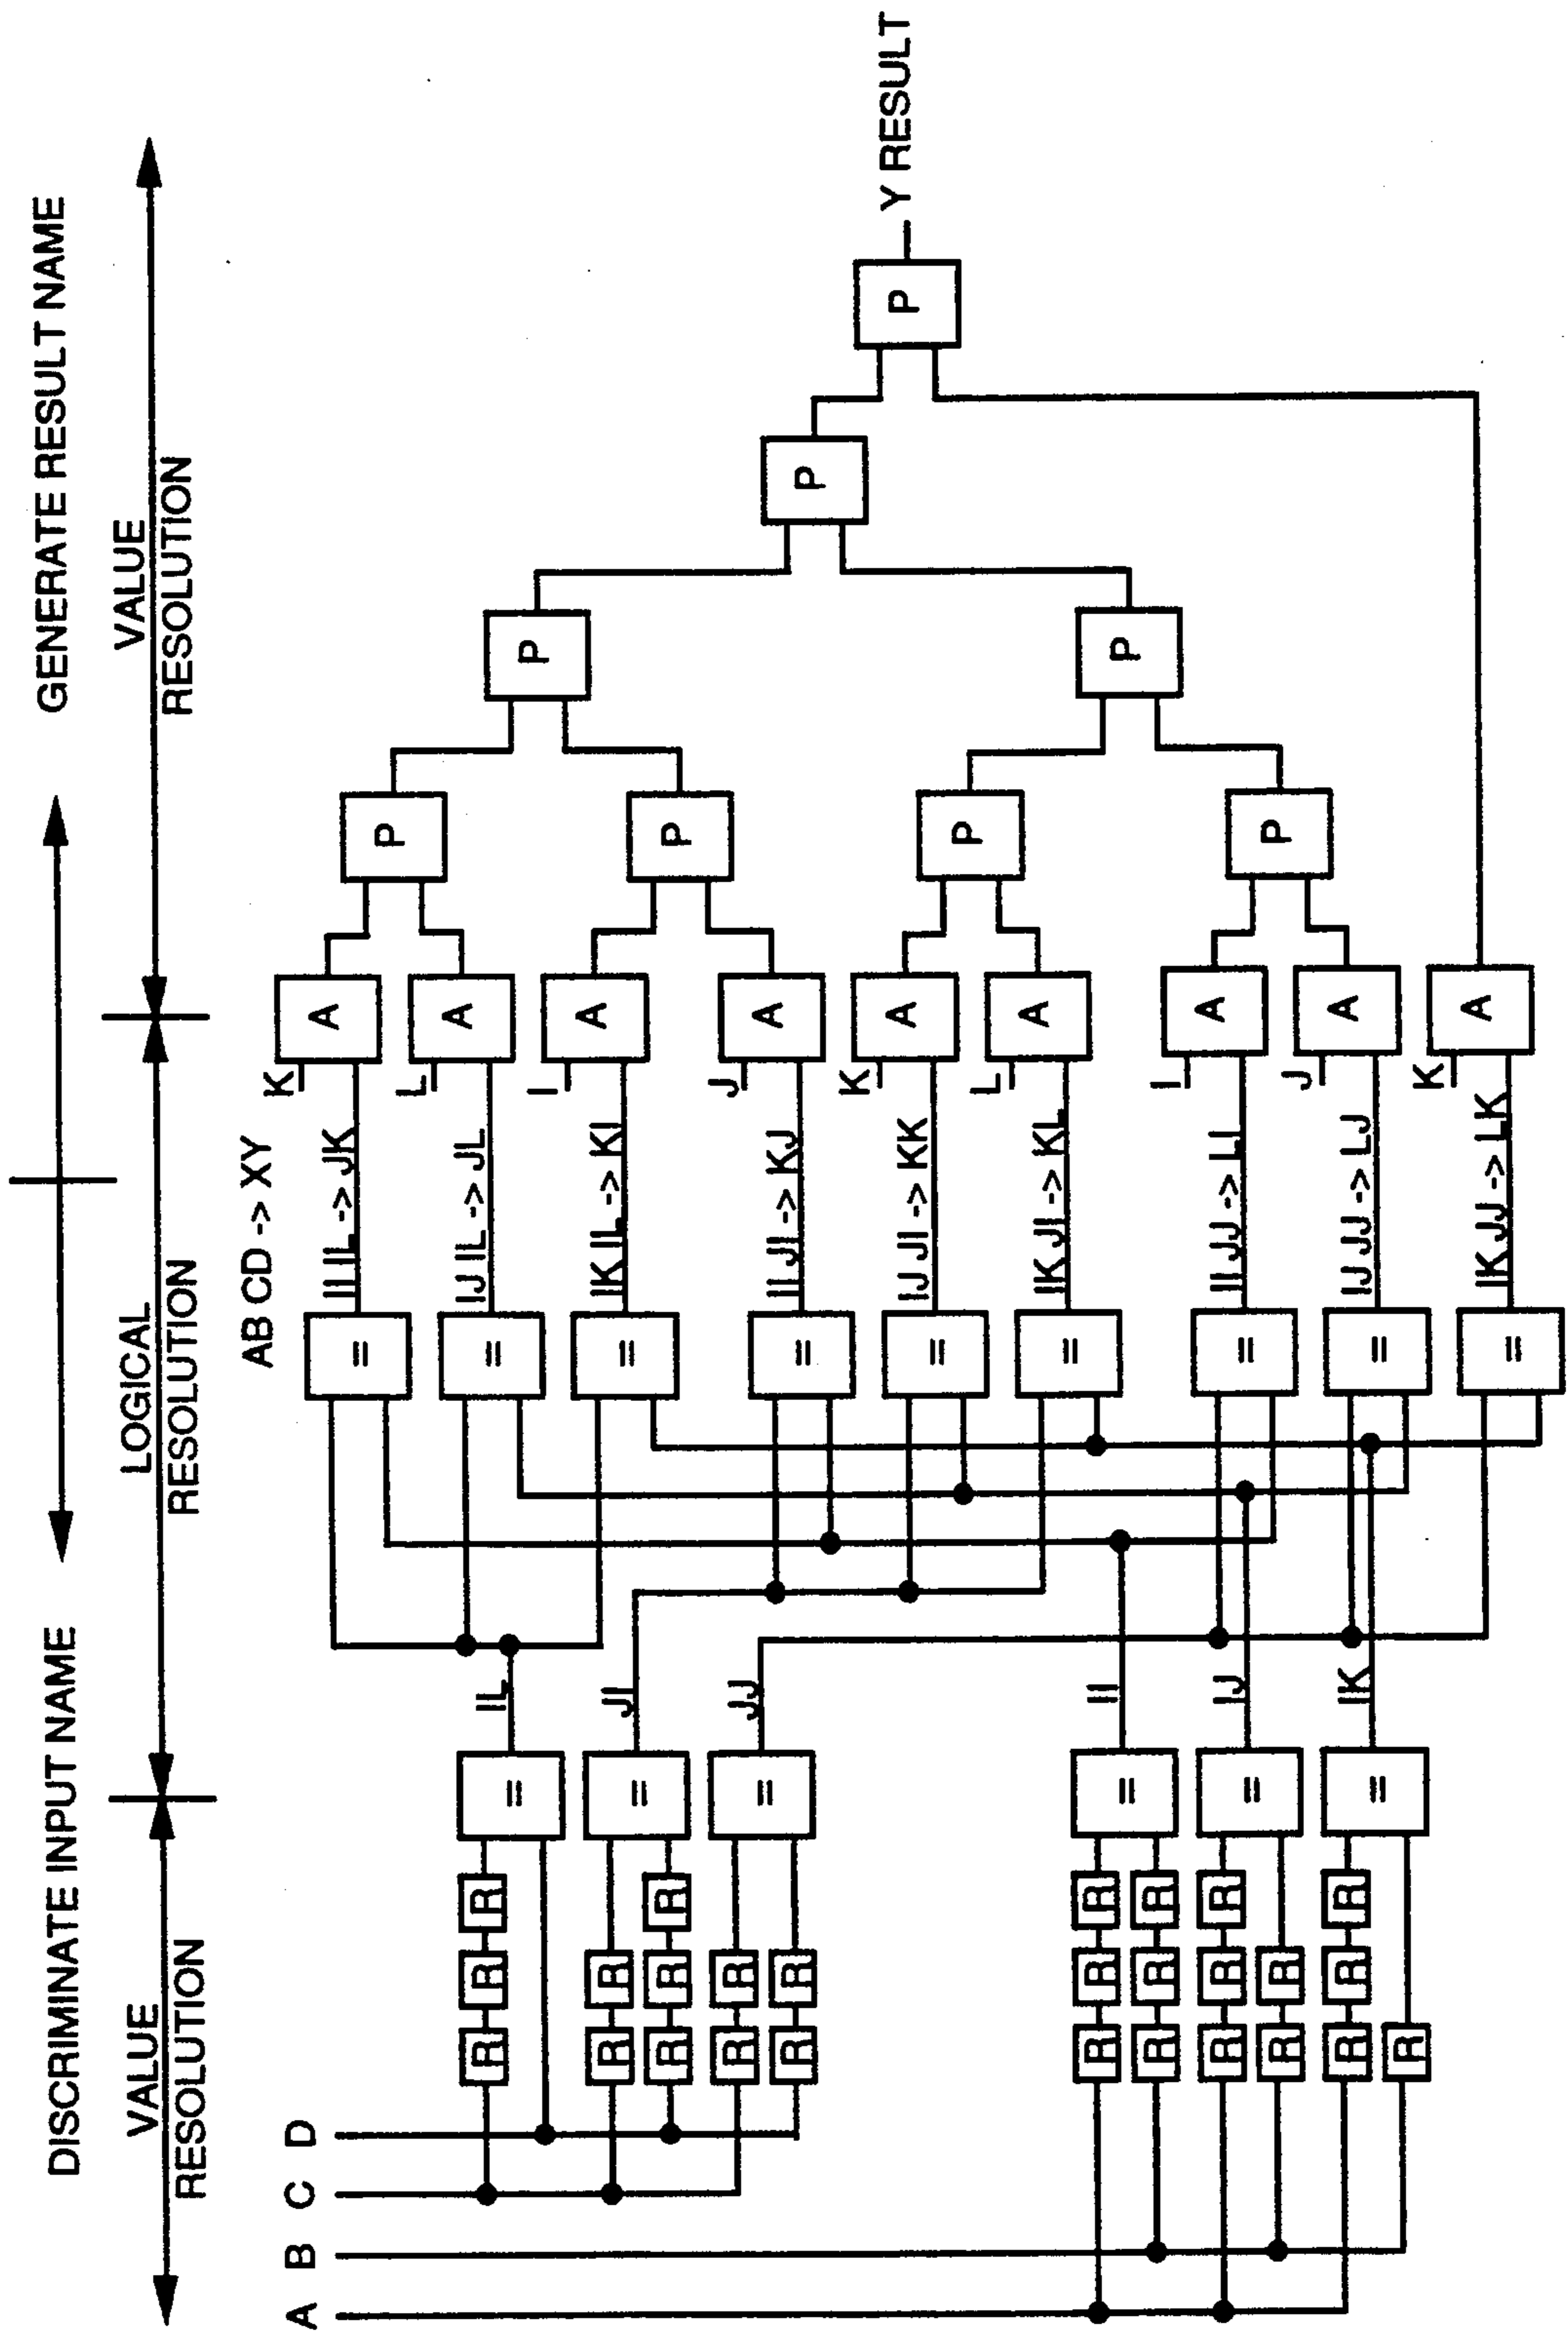 DISCRIMINATE INPUT NAME
GENERATE RESULT NAME
VALUE
RESOLUTION
LOGICAL
RESOLUTION
VALUE
RESOLUTION
AB CD -> XY
A
B
C
D
K
II IL -> JK
=
A
P
L
IJ IL -> JL
=
A
R R R
=
IL
P
I
IK IL -> KI
=
A
R R
R R R
=
JI
P
J
II JI -> KJ
=
A
R R
R R
=
JJ
P
K
IJ JI -> KK
=
A
P
Y RESULT
L
IK JI -> KL
=
A
P
R R R
R R R
=
II
P
I
II JJ -> LI
=
A
R R R
R R
=
IJ
P
J
IJ JJ -> LJ
=
A
R R R
R
=
IK
K
IK JJ -> LK
=
A